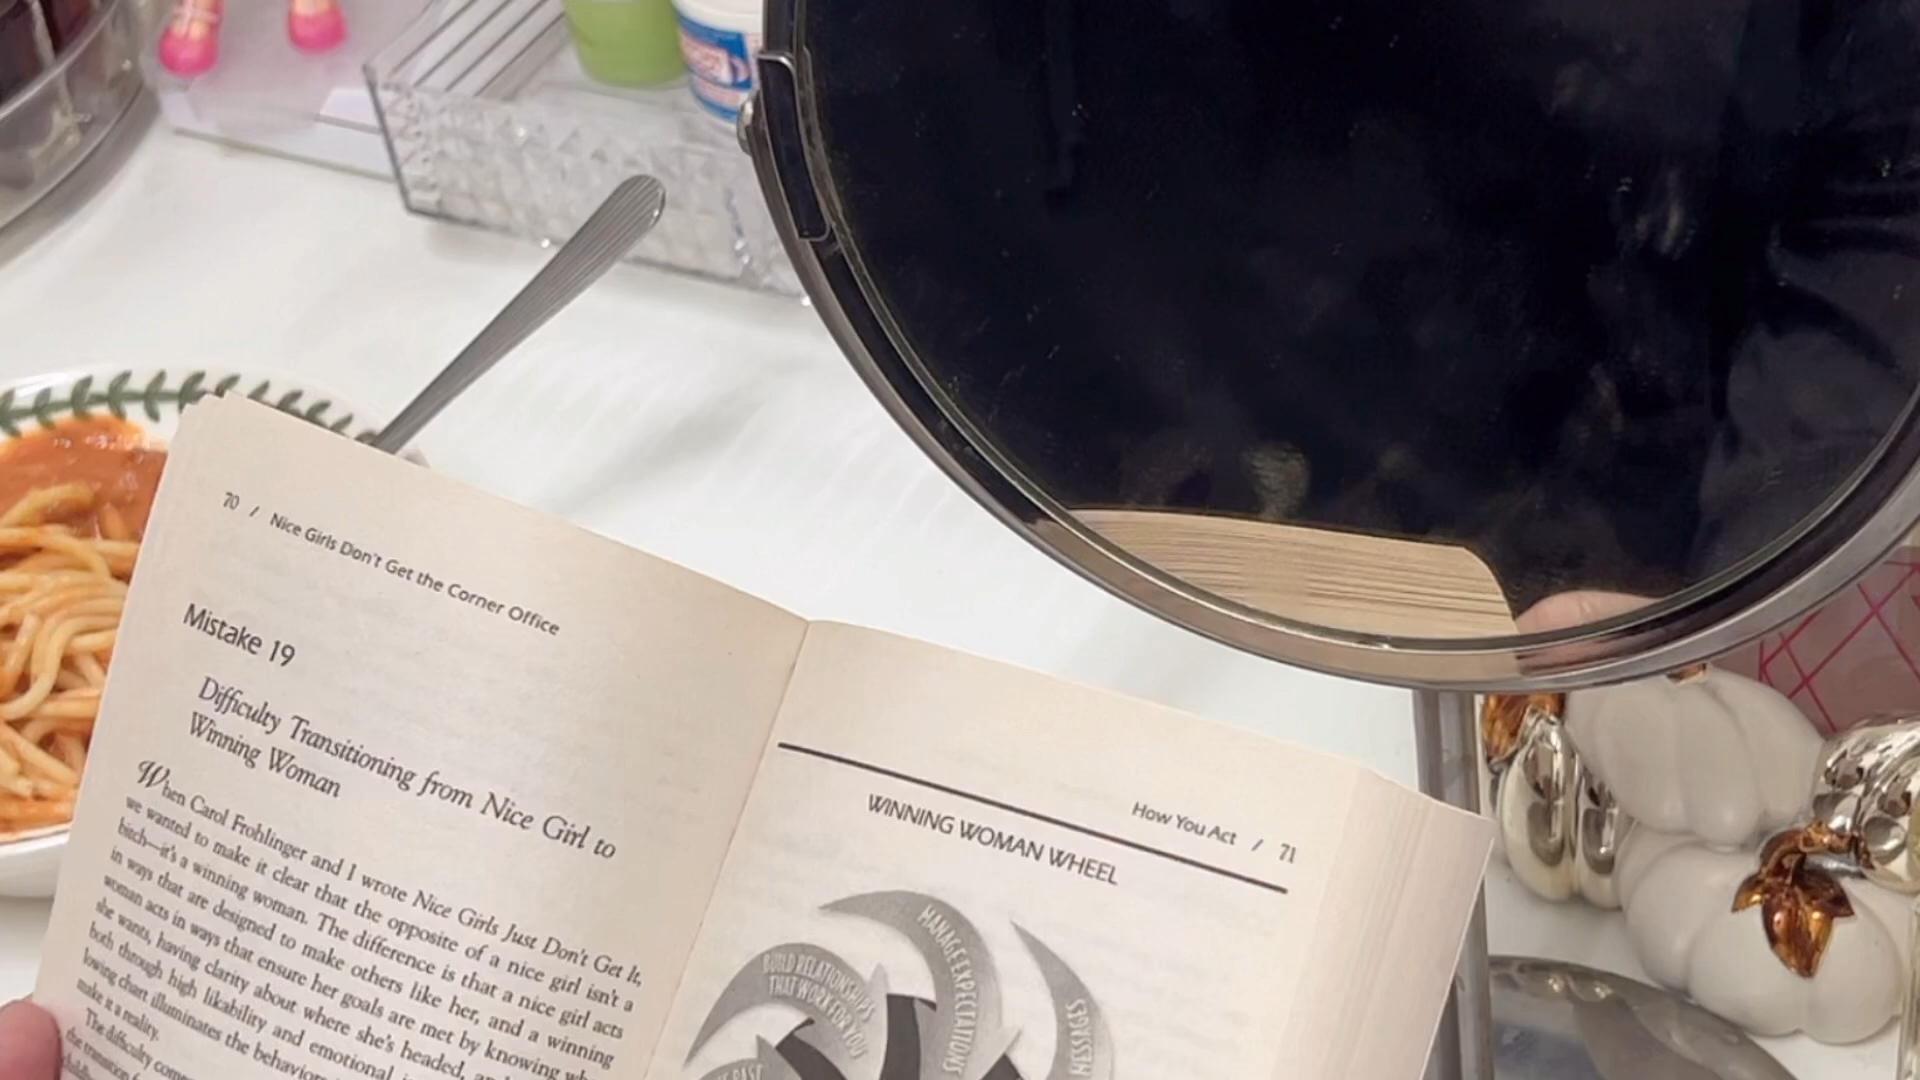 70 / Nice Girls Don't Get the Corner Office
Mistake 19
Difficulty Transitioning from Nice Girl to
Winning Woman
When Carol Frohlinger and I wrote Nice Girls Just Don't Get It,
we wanted to make it clear that the opposite of a nice girl isn't a
bitch—it's a winning woman. The difference is that a nice girl acts
in ways that are designed to make others like her, and a winning
woman acts in ways that ensure her goals are met by knowing
she wants, having clarity about where she's headed,
both through high likability and emotional
lowing chart illuminates the
make it a reality.
The difficulty
the transition
How You Act / 71
WINNING WOMAN WHEEL
BUILD RELATIONSHIPS
THAT WORK FOR YOU
MANAGE EXPECTATIONS
MESSAGES
PAST